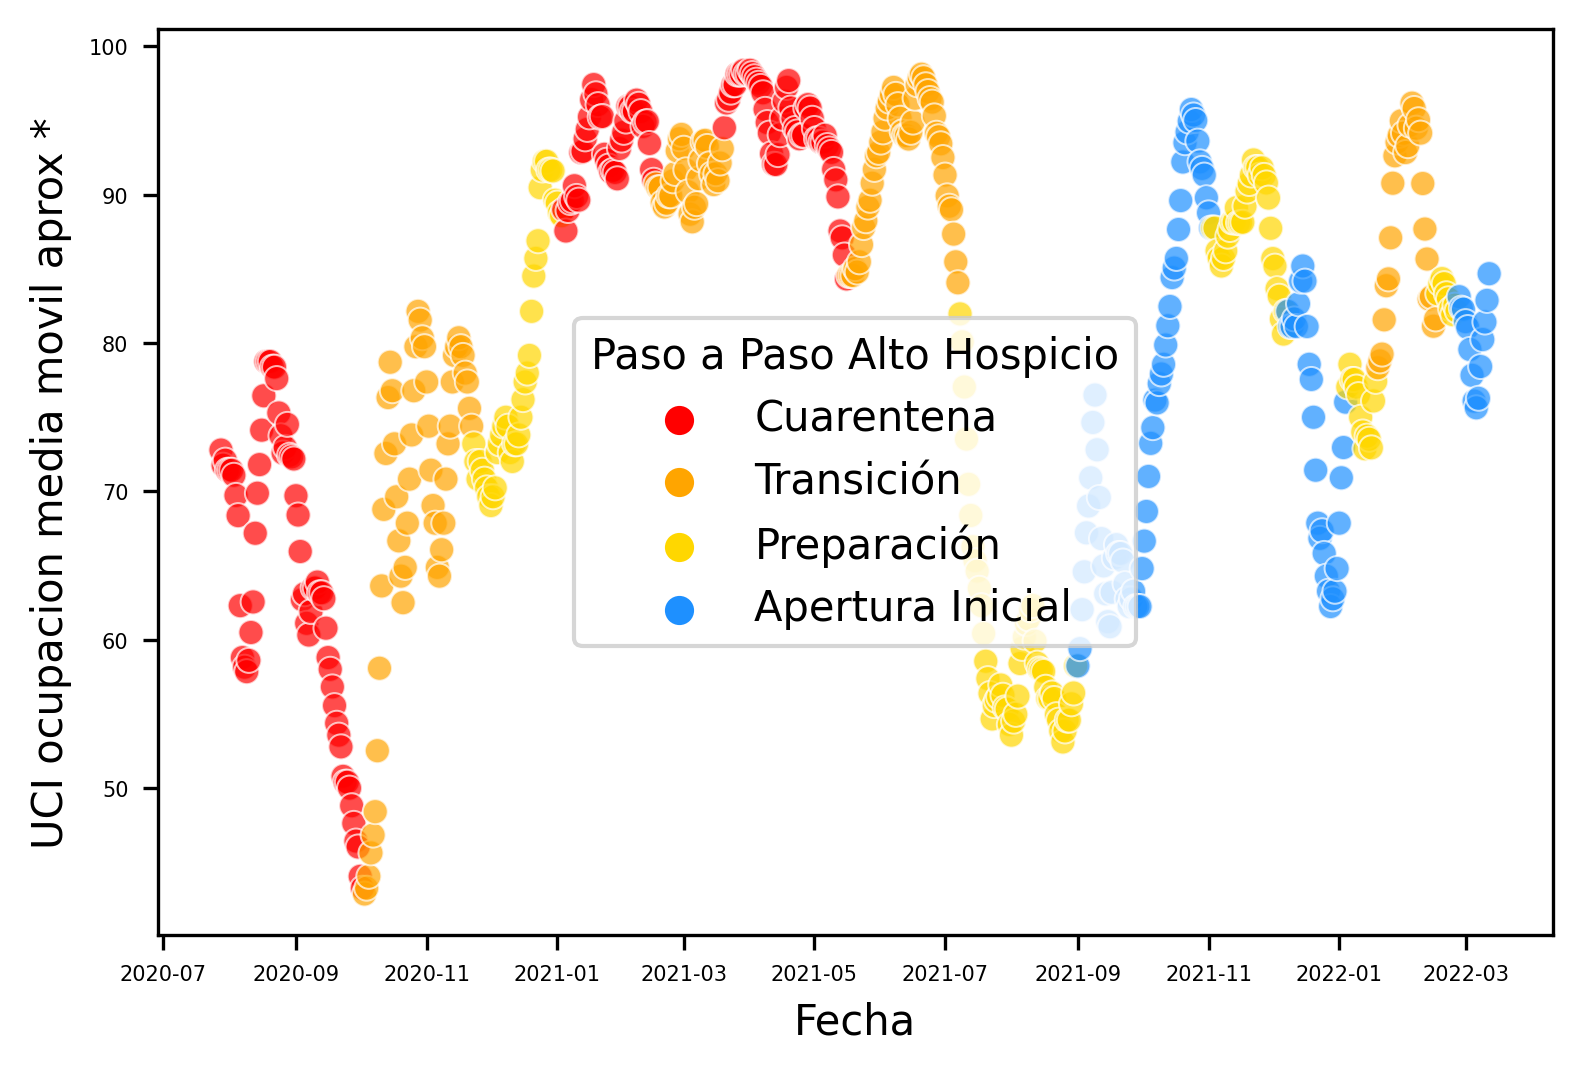 100
90
80
70
60
50
UCI ocupacion media movil aprox *
Paso a Paso Alto Hospicio
Cuarentena
Transición
Preparación
Apertura Inicial
2020-07 2020-09 2020-11 2021-01 2021-03 2021-05 2021-07 2021-09 2021-11 2022-01 2022-03
Fecha